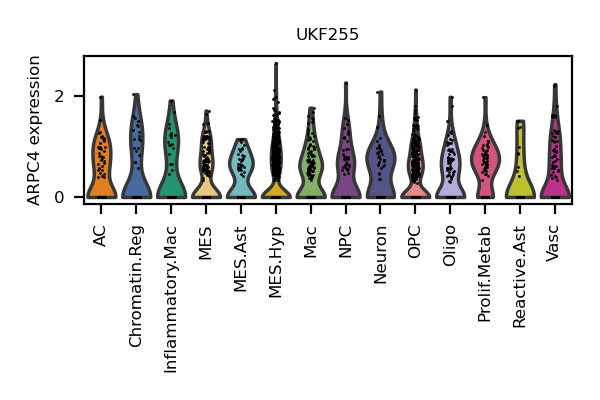 UKF255
ARPC4 expression
2
0
AC
Chromatin.Reg
Inflammatory.Mac
MES
MES.Ast
MES.Hyp
Mac
NPC
Neuron
OPC
Oligo
Prolif.Metab
Reactive.Ast
Vasc